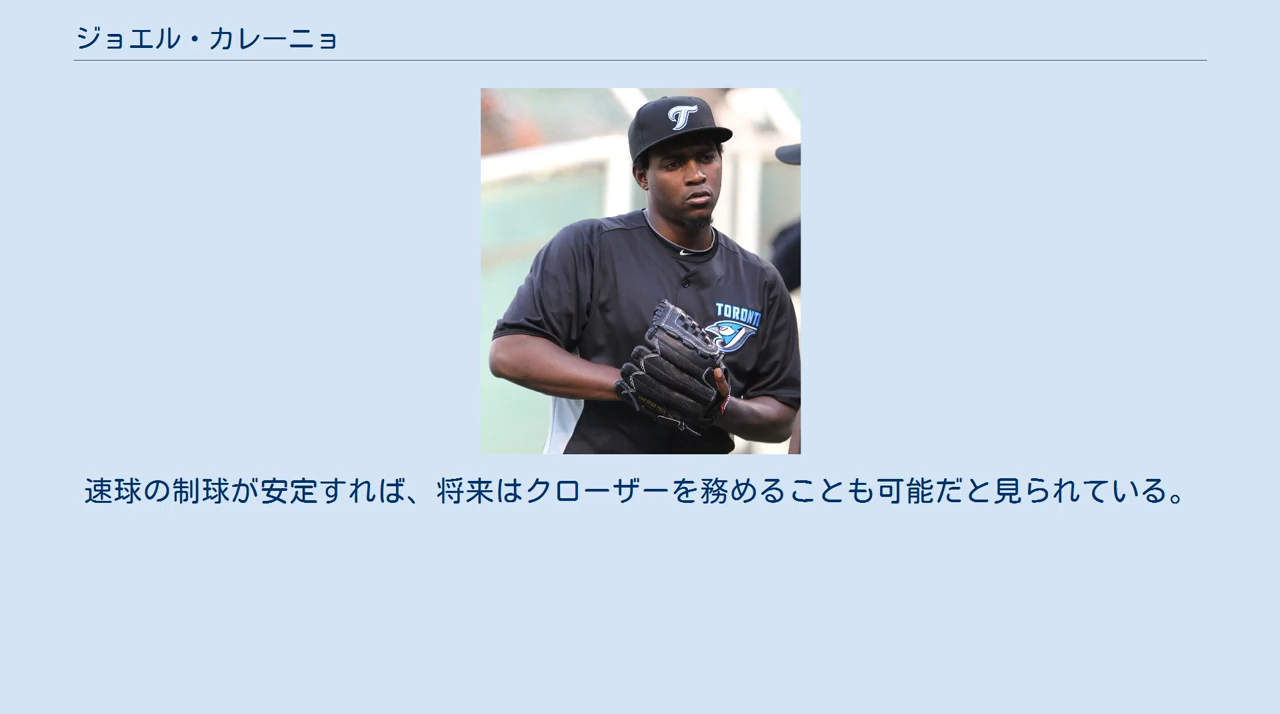 ジョエル・カレーニョ
T
TORONTO
速球の制球が安定すれば、将来はクローザーを務めることも可能だと見られている。